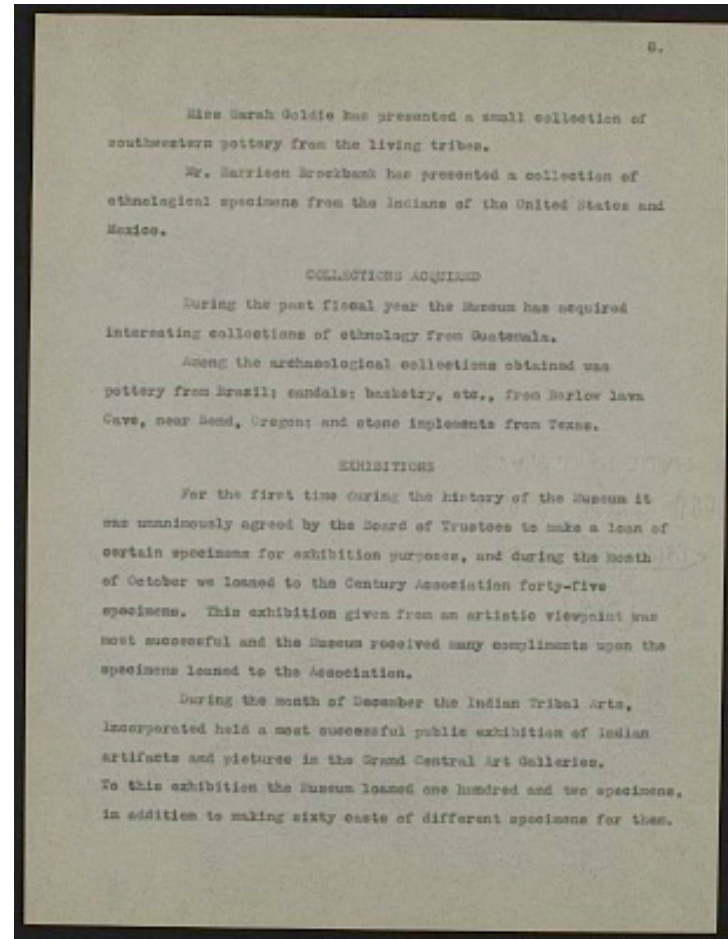 8.
Miss Sarah Goldie has presented a small collection of
southwestern pottery from the living tribes.
Mr. Harrison Brockbank has presented a collection of
ethnological specimens from the Indians of the United States and
Mexico.
COLLECTIONS ACQUIRED
During the past fiscal year the Museum has acquired
interesting collections of ethnology from Guatemala.
Among the archaeological collections obtained was
pottery from Brazil; sandals; basketry, etc., from Barlow lava
Cave, near Bend, Oregon; and stone implements from Texas.
EXHIBITIONS
For the first time during the history of the Museum it
was unanimously agreed by the Board of Trustees to make a loan of
certain specimens for exhibition purposes, and during the Month
of October we loaned to the Century Association forty-five
specimens. This exhibition given from an artistic viewpoint was
most successful and the Museum received many compliments upon the
specimens loaned to the Association.
During the month of December the Indian Tribal Arts,
Incorporated held a most successful public exhibition of Indian
artifacts and pictures in the Grand Central Art Galleries.
To this exhibition the Museum loaned one hundred and two specimens,
in addition to making sixty casts of different specimens for them.